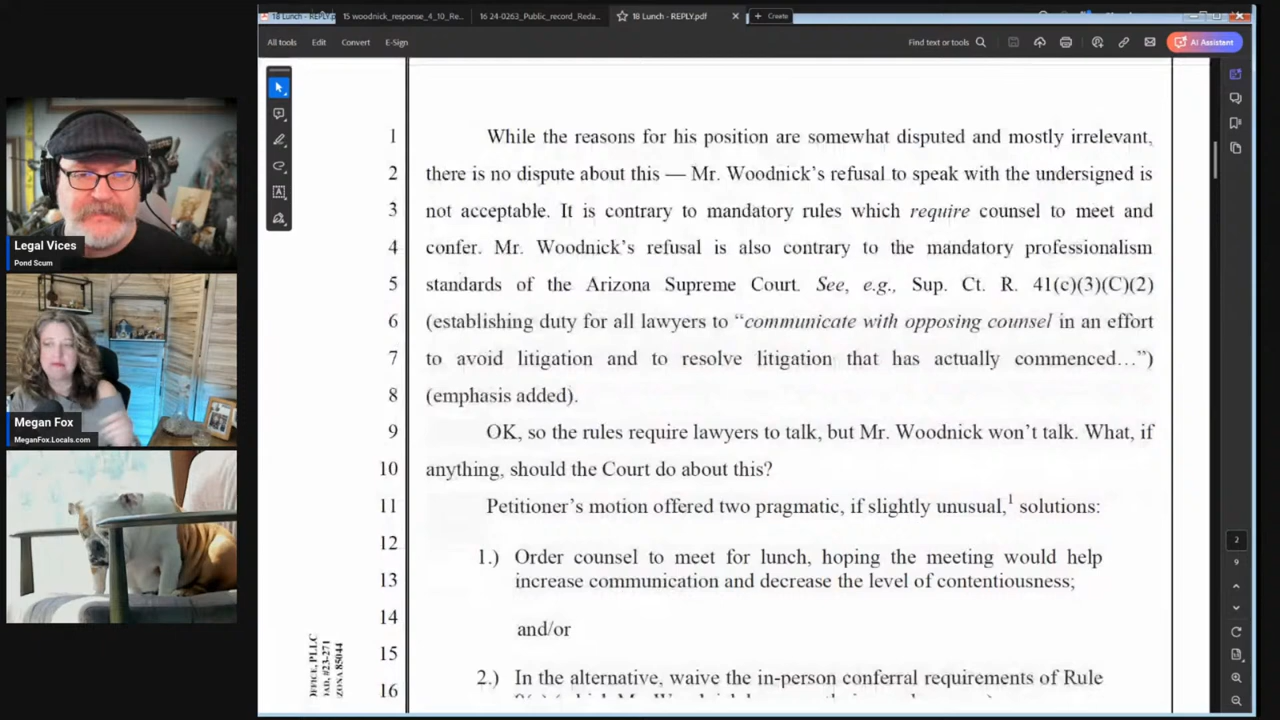 18 Lunch - REPLY.p
15 woodnick_response_4_10_Re...
16 24-0263_Public_record_Reda...
18 Lunch - REPLY.pdf
Create
All tools
Edit
Convert
E-Sign
Find text or tools
AI Assistant
1 While the reasons for his position are somewhat disputed and mostly irrelevant,
2 there is no dispute about this — Mr. Woodnick's refusal to speak with the undersigned is
3 not acceptable. It is contrary to mandatory rules which require counsel to meet and
4 confer. Mr. Woodnick's refusal is also contrary to the mandatory professionalism
5 standards of the Arizona Supreme Court. See, e.g., Sup. Ct. R. 41(c)(3)(C)(2)
6 (establishing duty for all lawyers to “communicate with opposing counsel in an effort
7 to avoid litigation and to resolve litigation that has actually commenced…”)
8 (emphasis added).
9 OK, so the rules require lawyers to talk, but Mr. Woodnick won't talk. What, if
10 anything, should the Court do about this?
11 Petitioner's motion offered two pragmatic, if slightly unusual,1 solutions:
12 1.) Order counsel to meet for lunch, hoping the meeting would help
13 increase communication and decrease the level of contentiousness;
14 and/or
15
16 2.) In the alternative, waive the in-person conferral requirements of Rule
OFFICE, PLLC
OAD, #23-271
ZONA 85044
2
9
Legal Vices
Pond Scum
Megan Fox
MeganFox.Locals.com